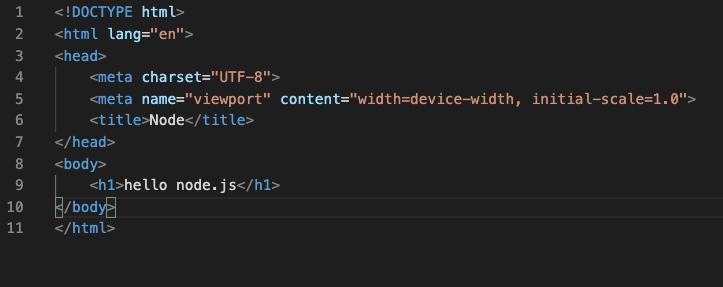 1 <!DOCTYPE html>
2 <html lang="en">
3 <head>
4 <meta charset="UTF-8">
5 <meta name="viewport" content="width=device-width, initial-scale=1.0">
6 <title>Node</title>
7 </head>
8 <body>
9 <h1>hello node.js</h1>
10 </body>
11 </html>